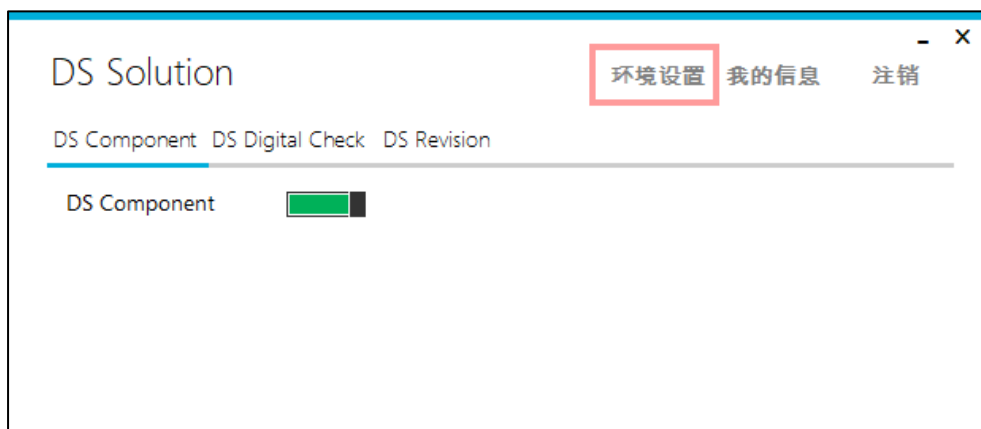 DS Solution
环境设置 我的信息 注销
DS Component DS Digital Check DS Revision
DS Component